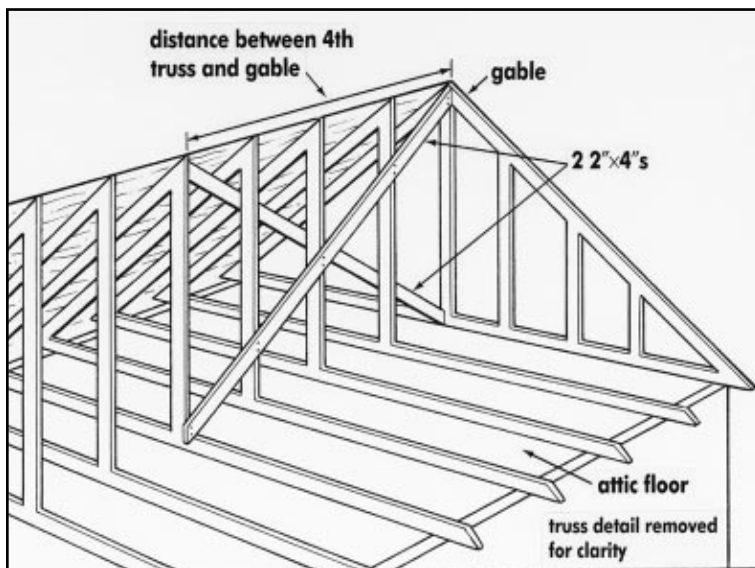 distance between 4th
truss and gable
gable
2 2″×4″s
attic floor
truss detail removed
for clarity